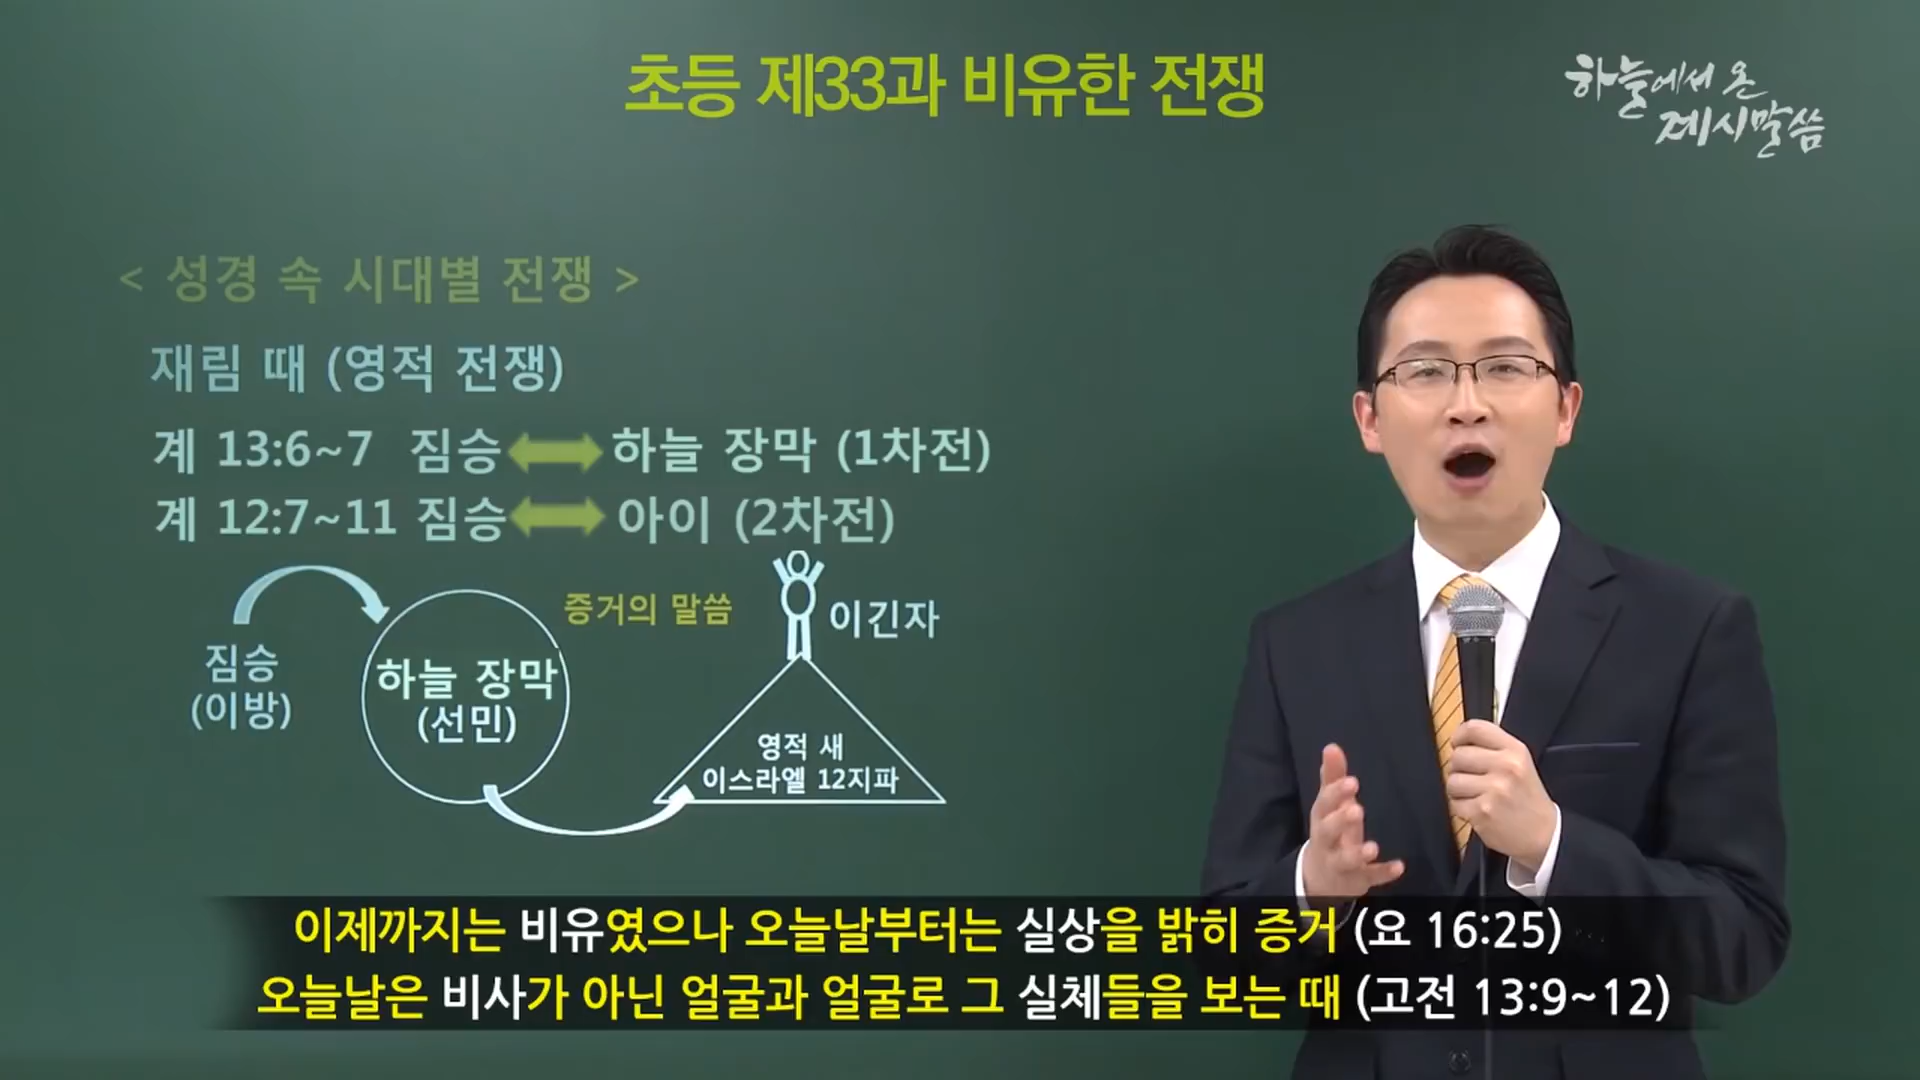 초등 제33과 비유한 전쟁
하늘에서 온
계시말씀
< 성경 속 시대별 전쟁 >
재림 때 (영적 전쟁)
계 13:6~7 짐승 하늘 장막 (1차전)
계 12:7~11 짐승 아이 (2차전)
증거의 말씀
이긴자
짐승
(이방)
하늘 장막
(선민)
영적 새
이스라엘 12지파
이제까지는 비유였으나 오늘날부터는 실상을 밝히 증거 (요 16:25)
오늘날은 비사가 아닌 얼굴과 얼굴로 그 실체들을 보는 때 (고전 13:9~12)